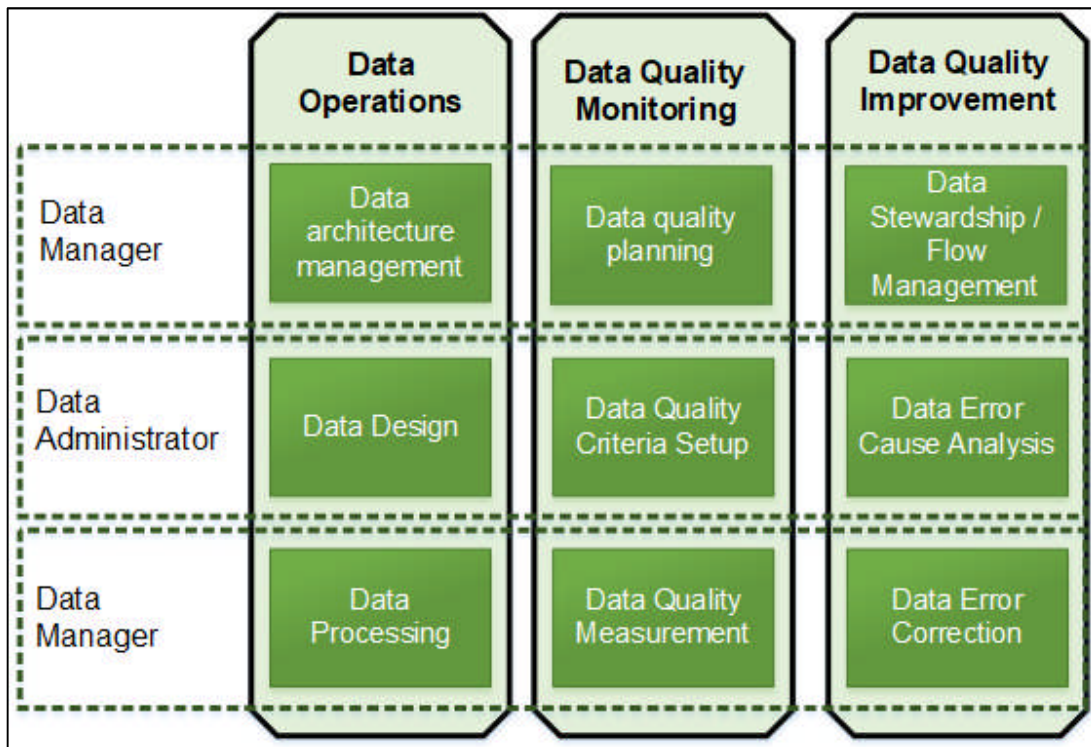 Data
Operations
Data Quality
Monitoring
Data Quality
Improvement
Data
Manager
Data
architecture
management
Data quality
planning
Data
Stewardship /
Flow
Management
Data
Administrator
Data Design
Data Quality
Criteria Setup
Data Error
Cause Analysis
Data
Manager
Data
Processing
Data Quality
Measurement
Data Error
Correction